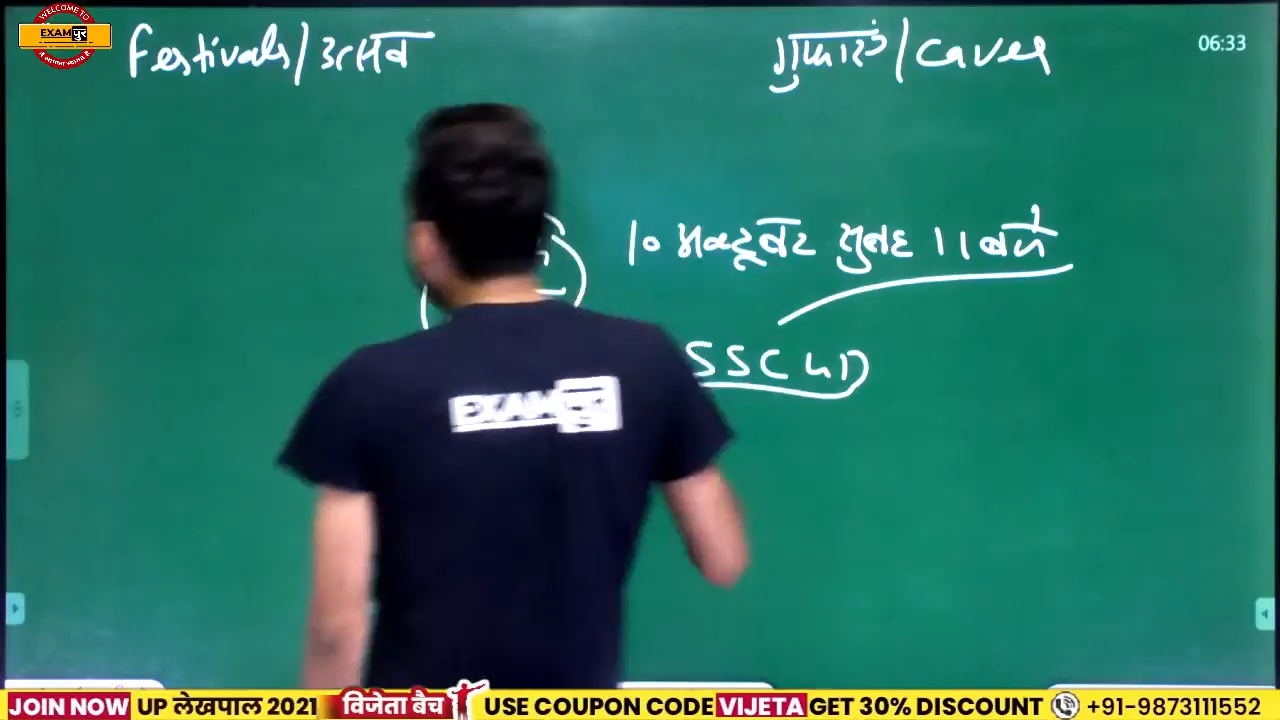 WELCOME TO
EXAMपुर
Festivals/उत्सव
गुफाएं/Caves
06:33
10 अक्टूबर सुबह 11 बजे
SSC GD
EXAMपुर
JOIN NOW UP लेखपाल 2021 विजेता बैच USE COUPON CODE VIJETA GET 30% DISCOUNT +91-9873111552